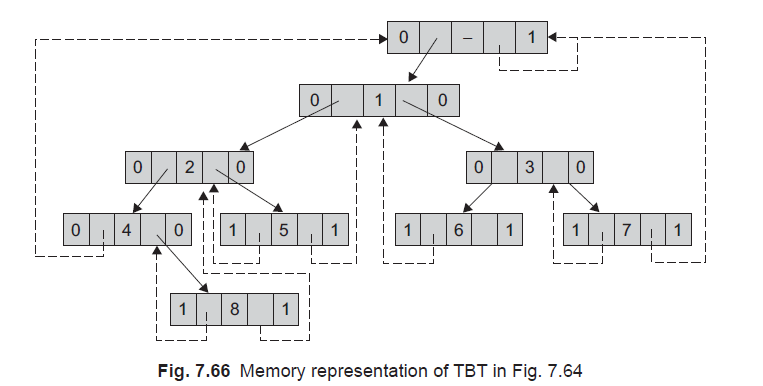 0 – 1
0 1 0
0 2 0 0 3 0
0 4 0 1 5 1 1 6 1 1 7 1
1 8 1
Fig. 7.66 Memory representation of TBT in Fig. 7.64